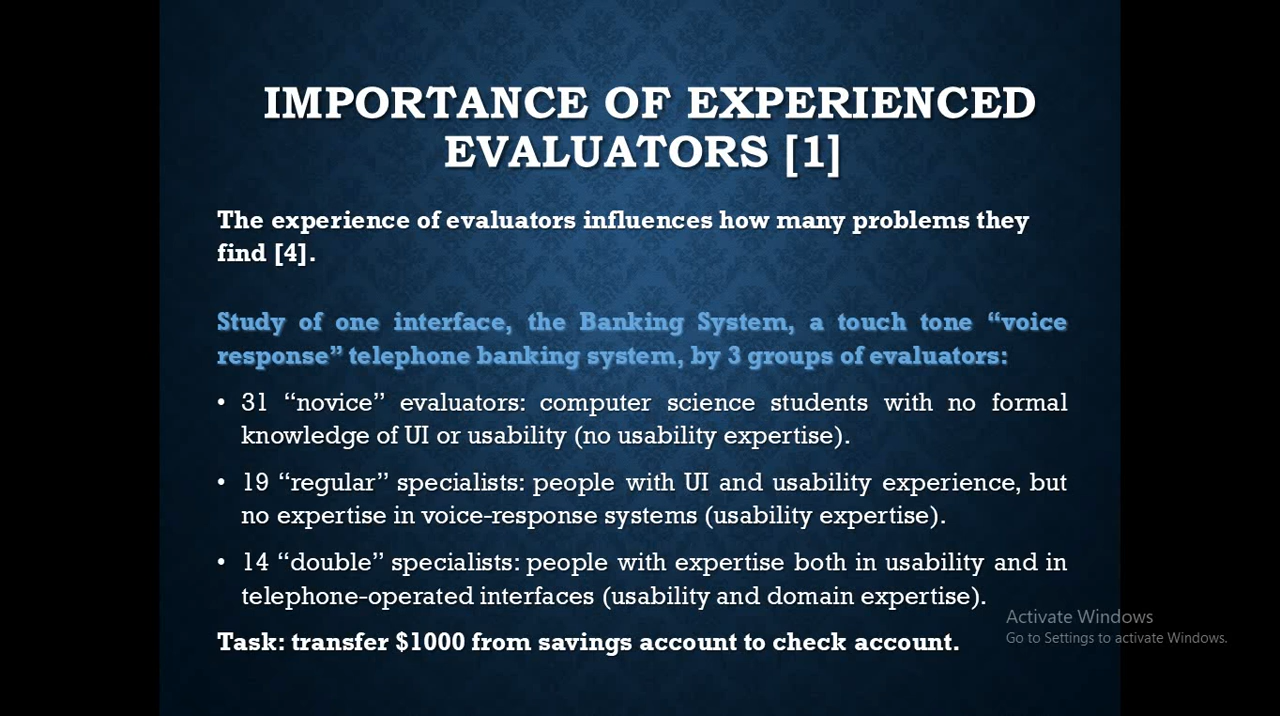 IMPORTANCE OF EXPERIENCED
EVALUATORS [1]
The experience of evaluators influences how many problems they
find [4].
Study of one interface, the Banking System, a touch tone “voice
response” telephone banking system, by 3 groups of evaluators:
• 31 “novice” evaluators: computer science students with no formal
knowledge of UI or usability (no usability expertise).
• 19 “regular” specialists: people with UI and usability experience, but
no expertise in voice-response systems (usability expertise).
• 14 “double” specialists: people with expertise both in usability and in
telephone-operated interfaces (usability and domain expertise).
Task: transfer $1000 from savings account to check account.
Activate Windows
Go to Settings to activate Windows.